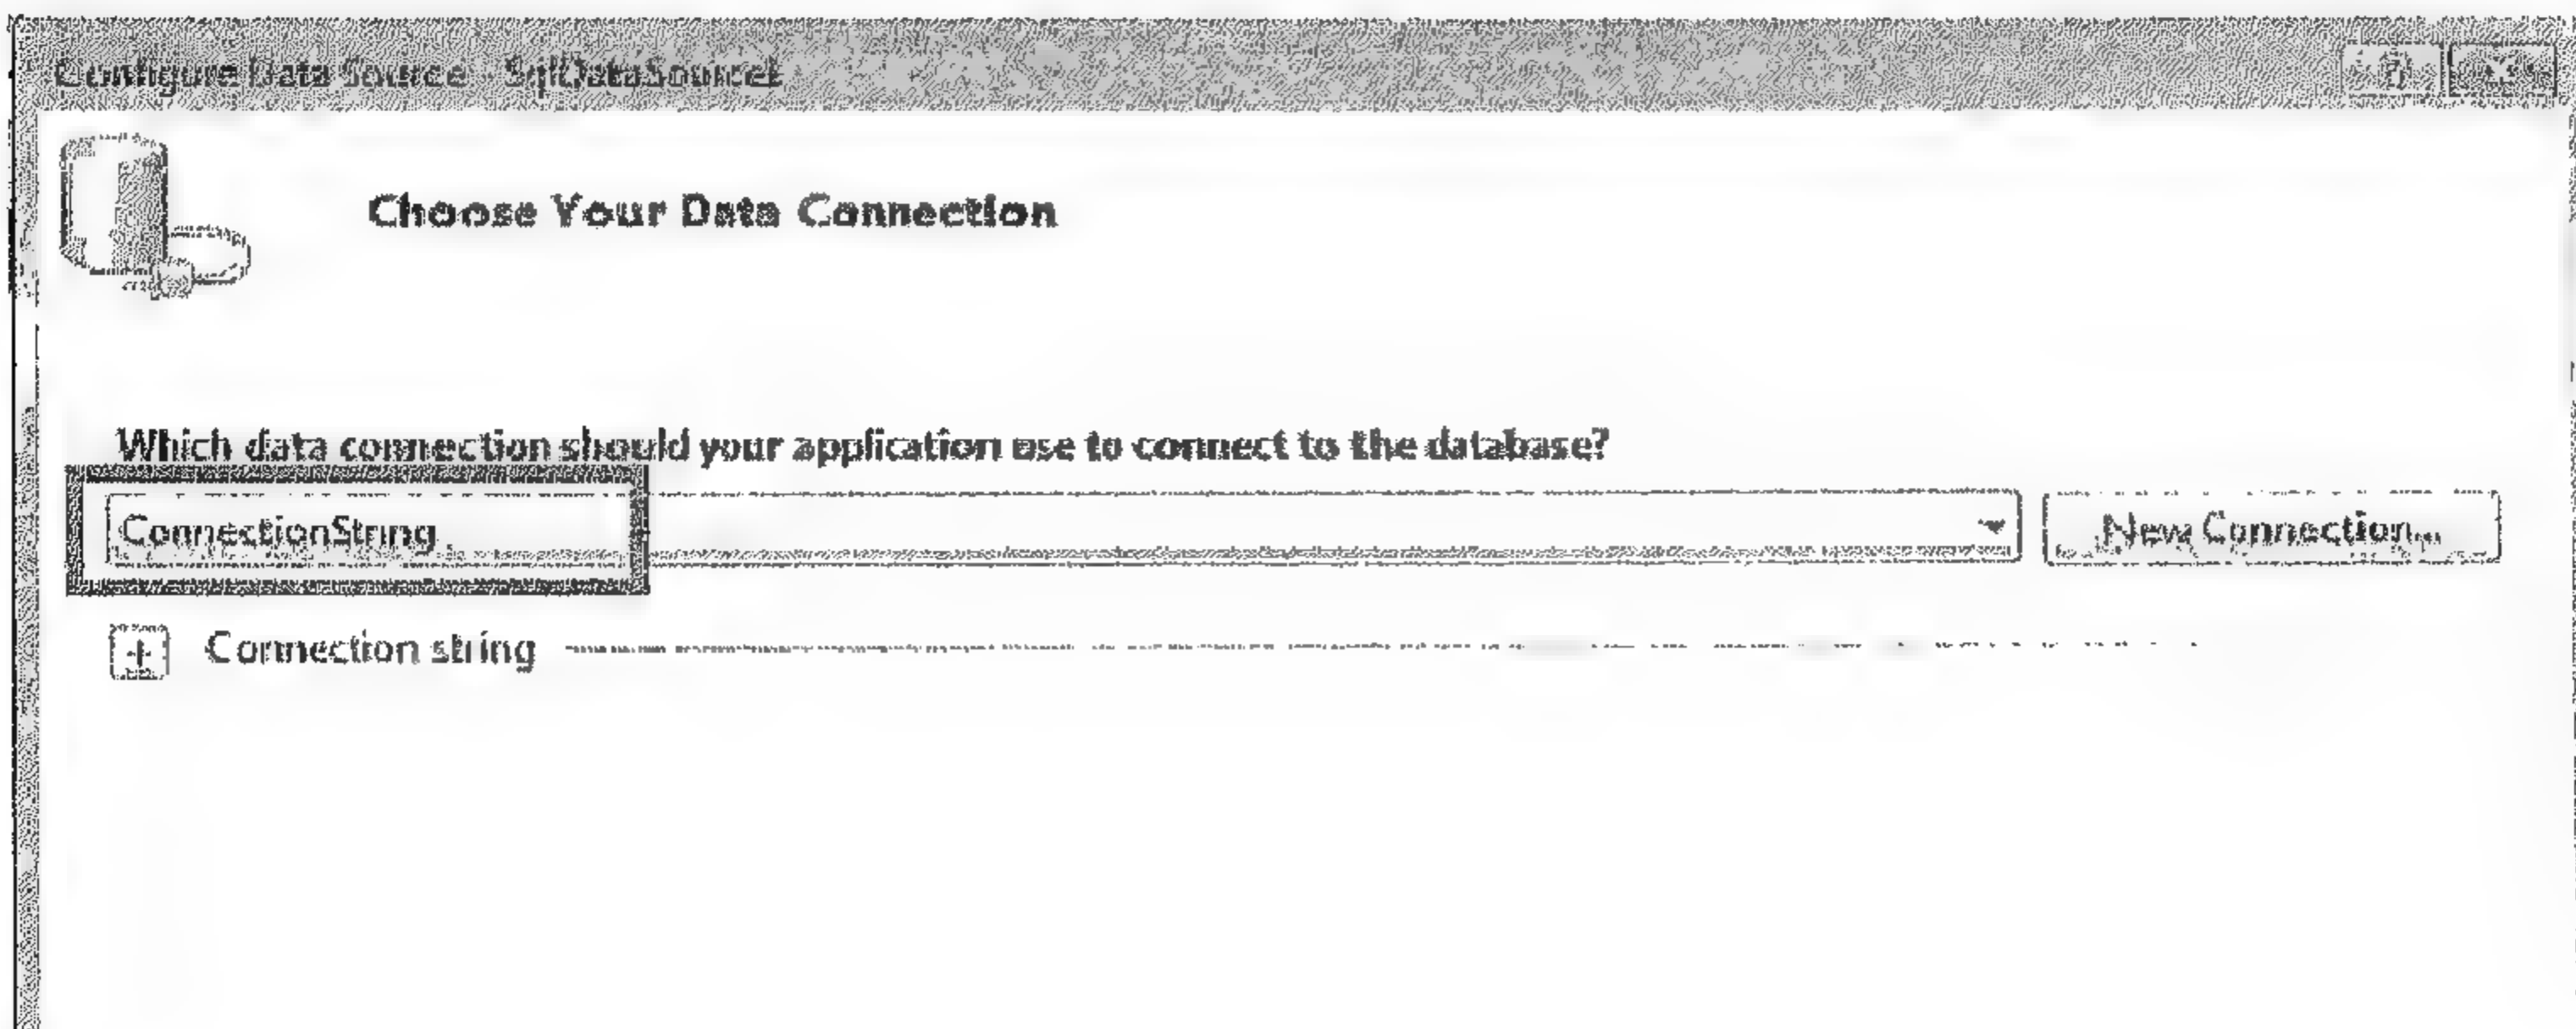 Configure Data Source - SqlDataSource1
Choose Your Data Connection
Which data connection should your application use to connect to the database?
ConnectionString
New Connection...
Connection string